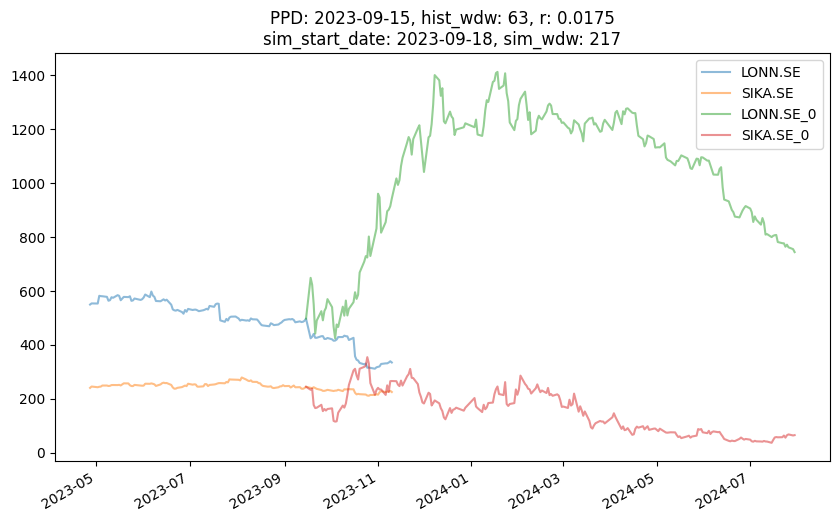 PPD: 2023-09-15, hist_wdw: 63, r: 0.0175
sim_start_date: 2023-09-18, sim_wdw: 217
LONN.SE
SIKA.SE
LONN.SE_0
SIKA.SE_0
1400
1200
1000
800
600
400
200
0
2023-05
2023-07
2023-09
2023-11
2024-01
2024-03
2024-05
2024-07